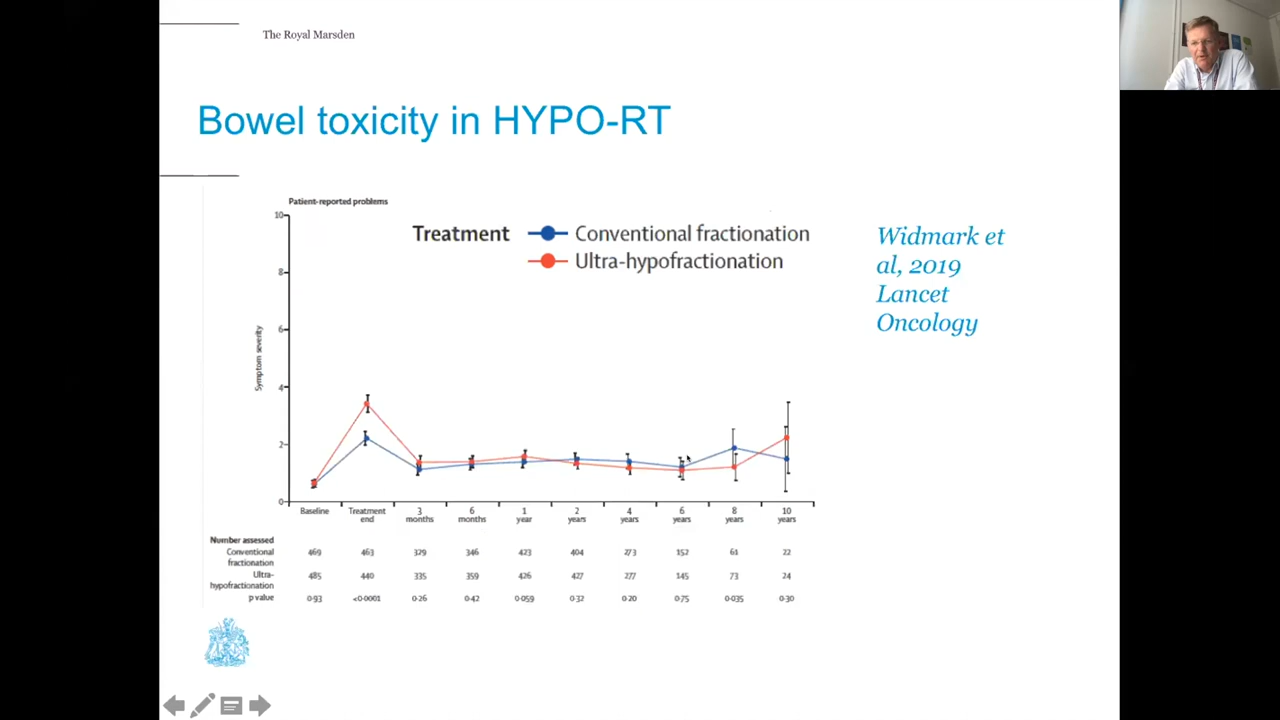 The Royal Marsden
Bowel toxicity in HYPO-RT
Patient-reported problems
Treatment
Conventional fractionation
Ultra-hypofractionation
Widmark et
al, 2019
Lancet
Oncology
10
8
6
4
2
0
Symptom severity
Baseline
Treatment
end
3
months
6
months
1
year
2
years
4
years
6
years
8
years
10
years
Number assessed
Conventional
fractionation
469 463 329 346 423 404 273 152 61 22
Ultra-
hypofractionation
485 440 335 359 426 427 277 145 73 24
p value 0·93 <0·0001 0·26 0·42 0·059 0·32 0·20 0·75 0·035 0·30